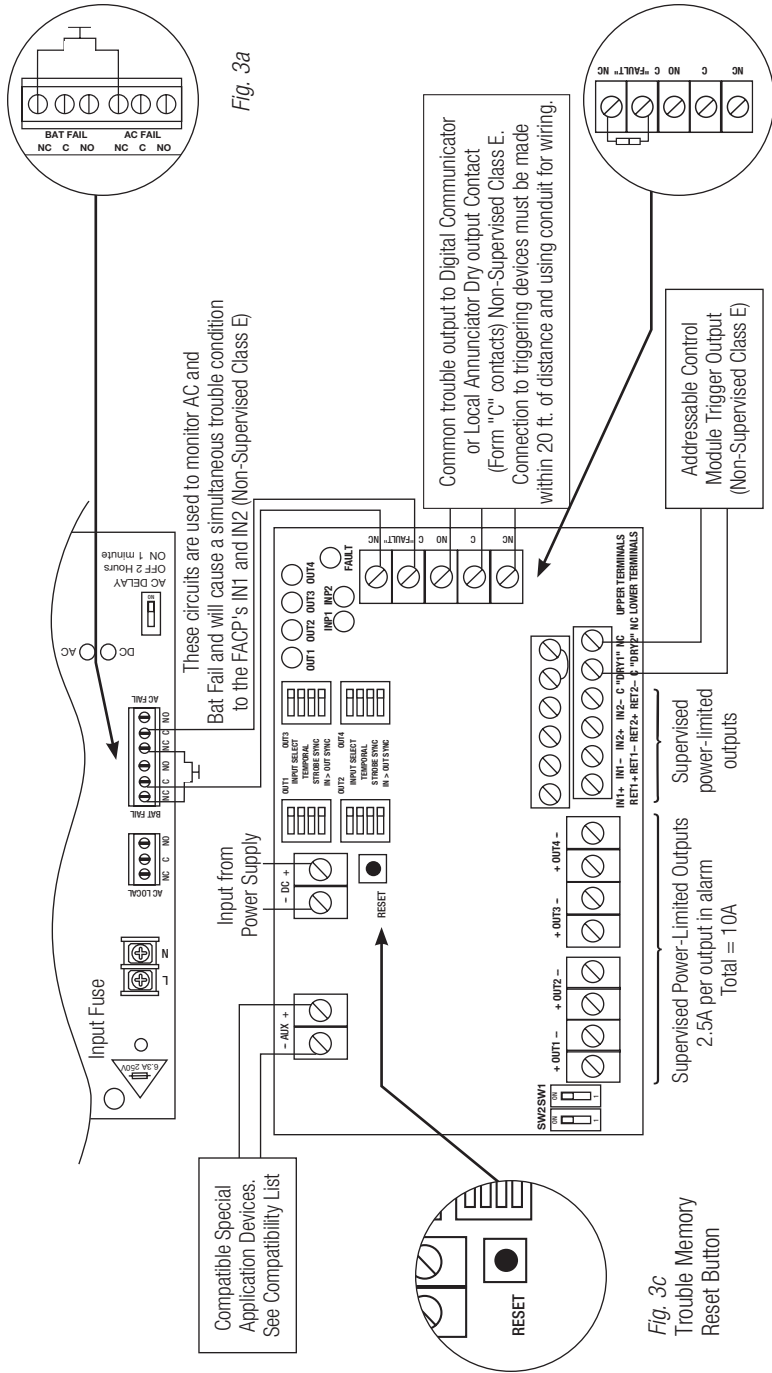 Fig. 3a
BAT FAIL AC FAIL
NC C NO NC C NO
Input Fuse
6.3A 250V
L N
AC LOCAL
NC C NO
BAT FAIL AC FAIL
NC C NO NC C NO
DC
AC
AC DELAY
OFF 2 Hours
ON 1 minute
ON
These circuits are used to monitor AC and
Bat Fail and will cause a simultaneous trouble condition
to the FACP's IN1 and IN2 (Non-Supervised Class E)
Compatible Special
Application Devices.
See Compatibility List
Input from
Power Supply
- AUX +
- DC +
RESET
OUT1 OUT3
INPUT SELECT
TEMPORAL
STROBE SYNC
IN > OUT SYNC
OUT2 OUT4
INPUT SELECT
TEMPORAL
STROBE SYNC
IN > OUT SYNC
OUT1 OUT2 OUT3 OUT4
INP1 INP2
FAULT
NC
"FAULT"
C
NO
C
NC
Common trouble output to Digital Communicator
or Local Annunciator Dry output Contact
(Form "C" contacts) Non-Supervised Class E.
Connection to triggering devices must be made
within 20 ft. of distance and using conduit for wiring.
NC
"FAULT"
C
NO
C
NC
SW2 SW1
ON ON
1 1
+ OUT1 - + OUT2 - + OUT3 - + OUT4 -
IN1+ IN1- IN2+ IN2- C "DRY1" NC UPPER TERMINALS
RET1+ RET1- RET2+ RET2- C "DRY2" NC LOWER TERMINALS
Supervised Power-Limited Outputs
2.5A per output in alarm
Total = 10A
Supervised
power-limited
outputs
Addressable Control
Module Trigger Output
(Non-Supervised Class E)
RESET
Fig. 3c
Trouble Memory
Reset Button